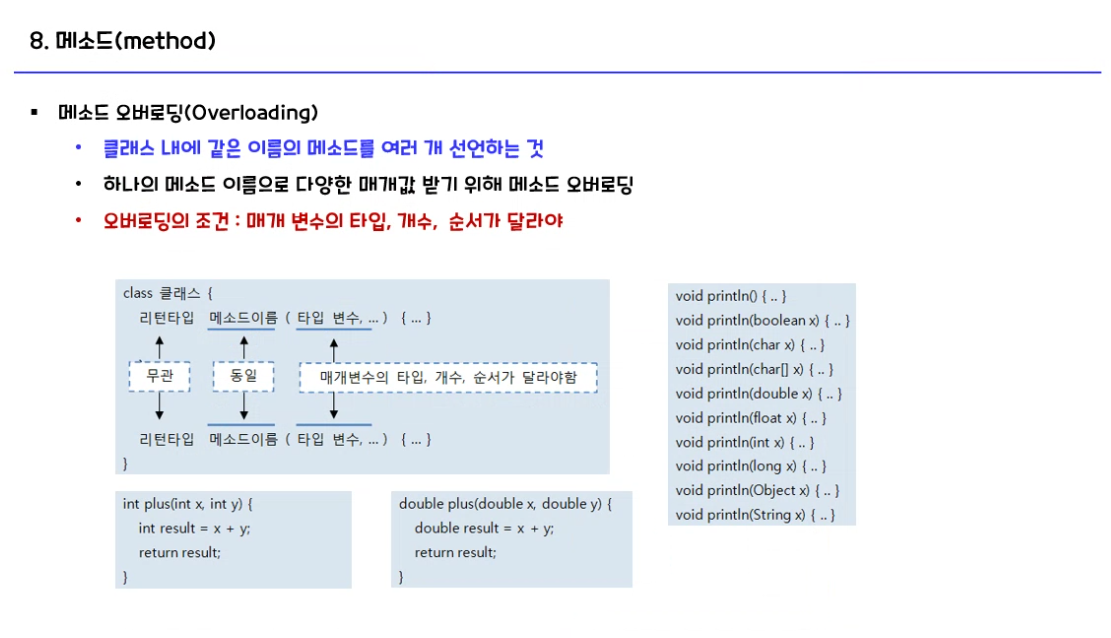 8. 메소드(method)
▪ 메소드 오버로딩(Overloading)
• 클래스 내에 같은 이름의 메소드를 여러 개 선언하는 것
• 하나의 메소드 이름으로 다양한 매개값 받기 위해 메소드 오버로딩
• 오버로딩의 조건 : 매개 변수의 타입, 개수, 순서가 달라야
class 클래스 {
리턴타입 메소드이름 ( 타입 변수, ... ) { ... }
무관 동일 매개변수의 타입, 개수, 순서가 달라야함
리턴타입 메소드이름 ( 타입 변수, ... ) { ... }
}
int plus(int x, int y) {
int result = x + y;
return result;
}
double plus(double x, double y) {
double result = x + y;
return result;
}
void println() { .. }
void println(boolean x) { .. }
void println(char x) { .. }
void println(char[] x) { .. }
void println(double x) { .. }
void println(float x) { .. }
void println(int x) { .. }
void println(long x) { .. }
void println(Object x) { .. }
void println(String x) { .. }